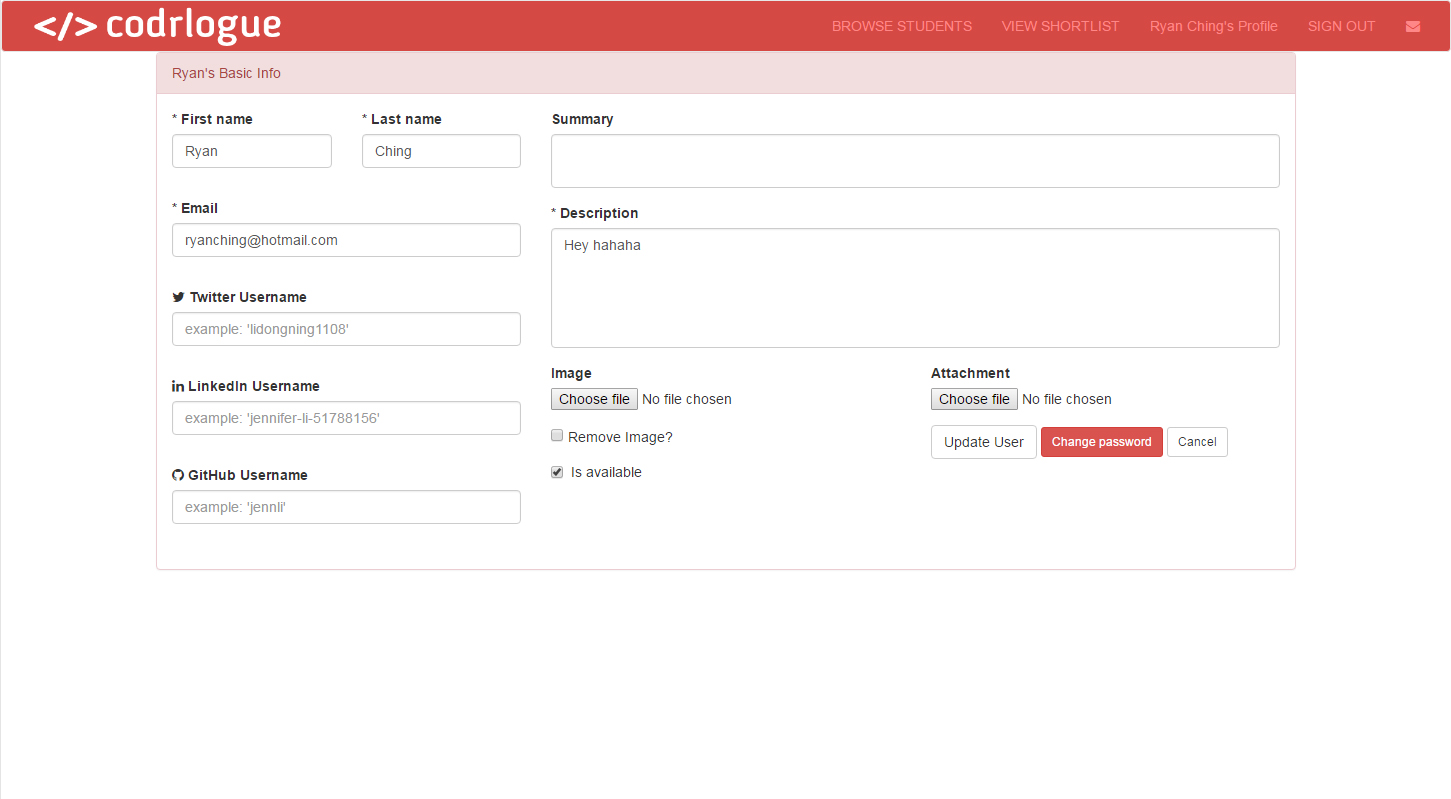 </> codrlogue BROWSE STUDENTS VIEW SHORTLIST Ryan Ching's Profile SIGN OUT
Ryan's Basic Info
* First name
Ryan
* Last name
Ching
* Email
ryanching@hotmail.com
Twitter Username
example: 'lidongning1108'
LinkedIn Username
example: 'jennifer-li-51788156'
GitHub Username
example: 'jennli'
Summary
* Description
Hey hahaha
Image
Choose file No file chosen
Remove Image?
Is available
Attachment
Choose file No file chosen
Update User Change password Cancel